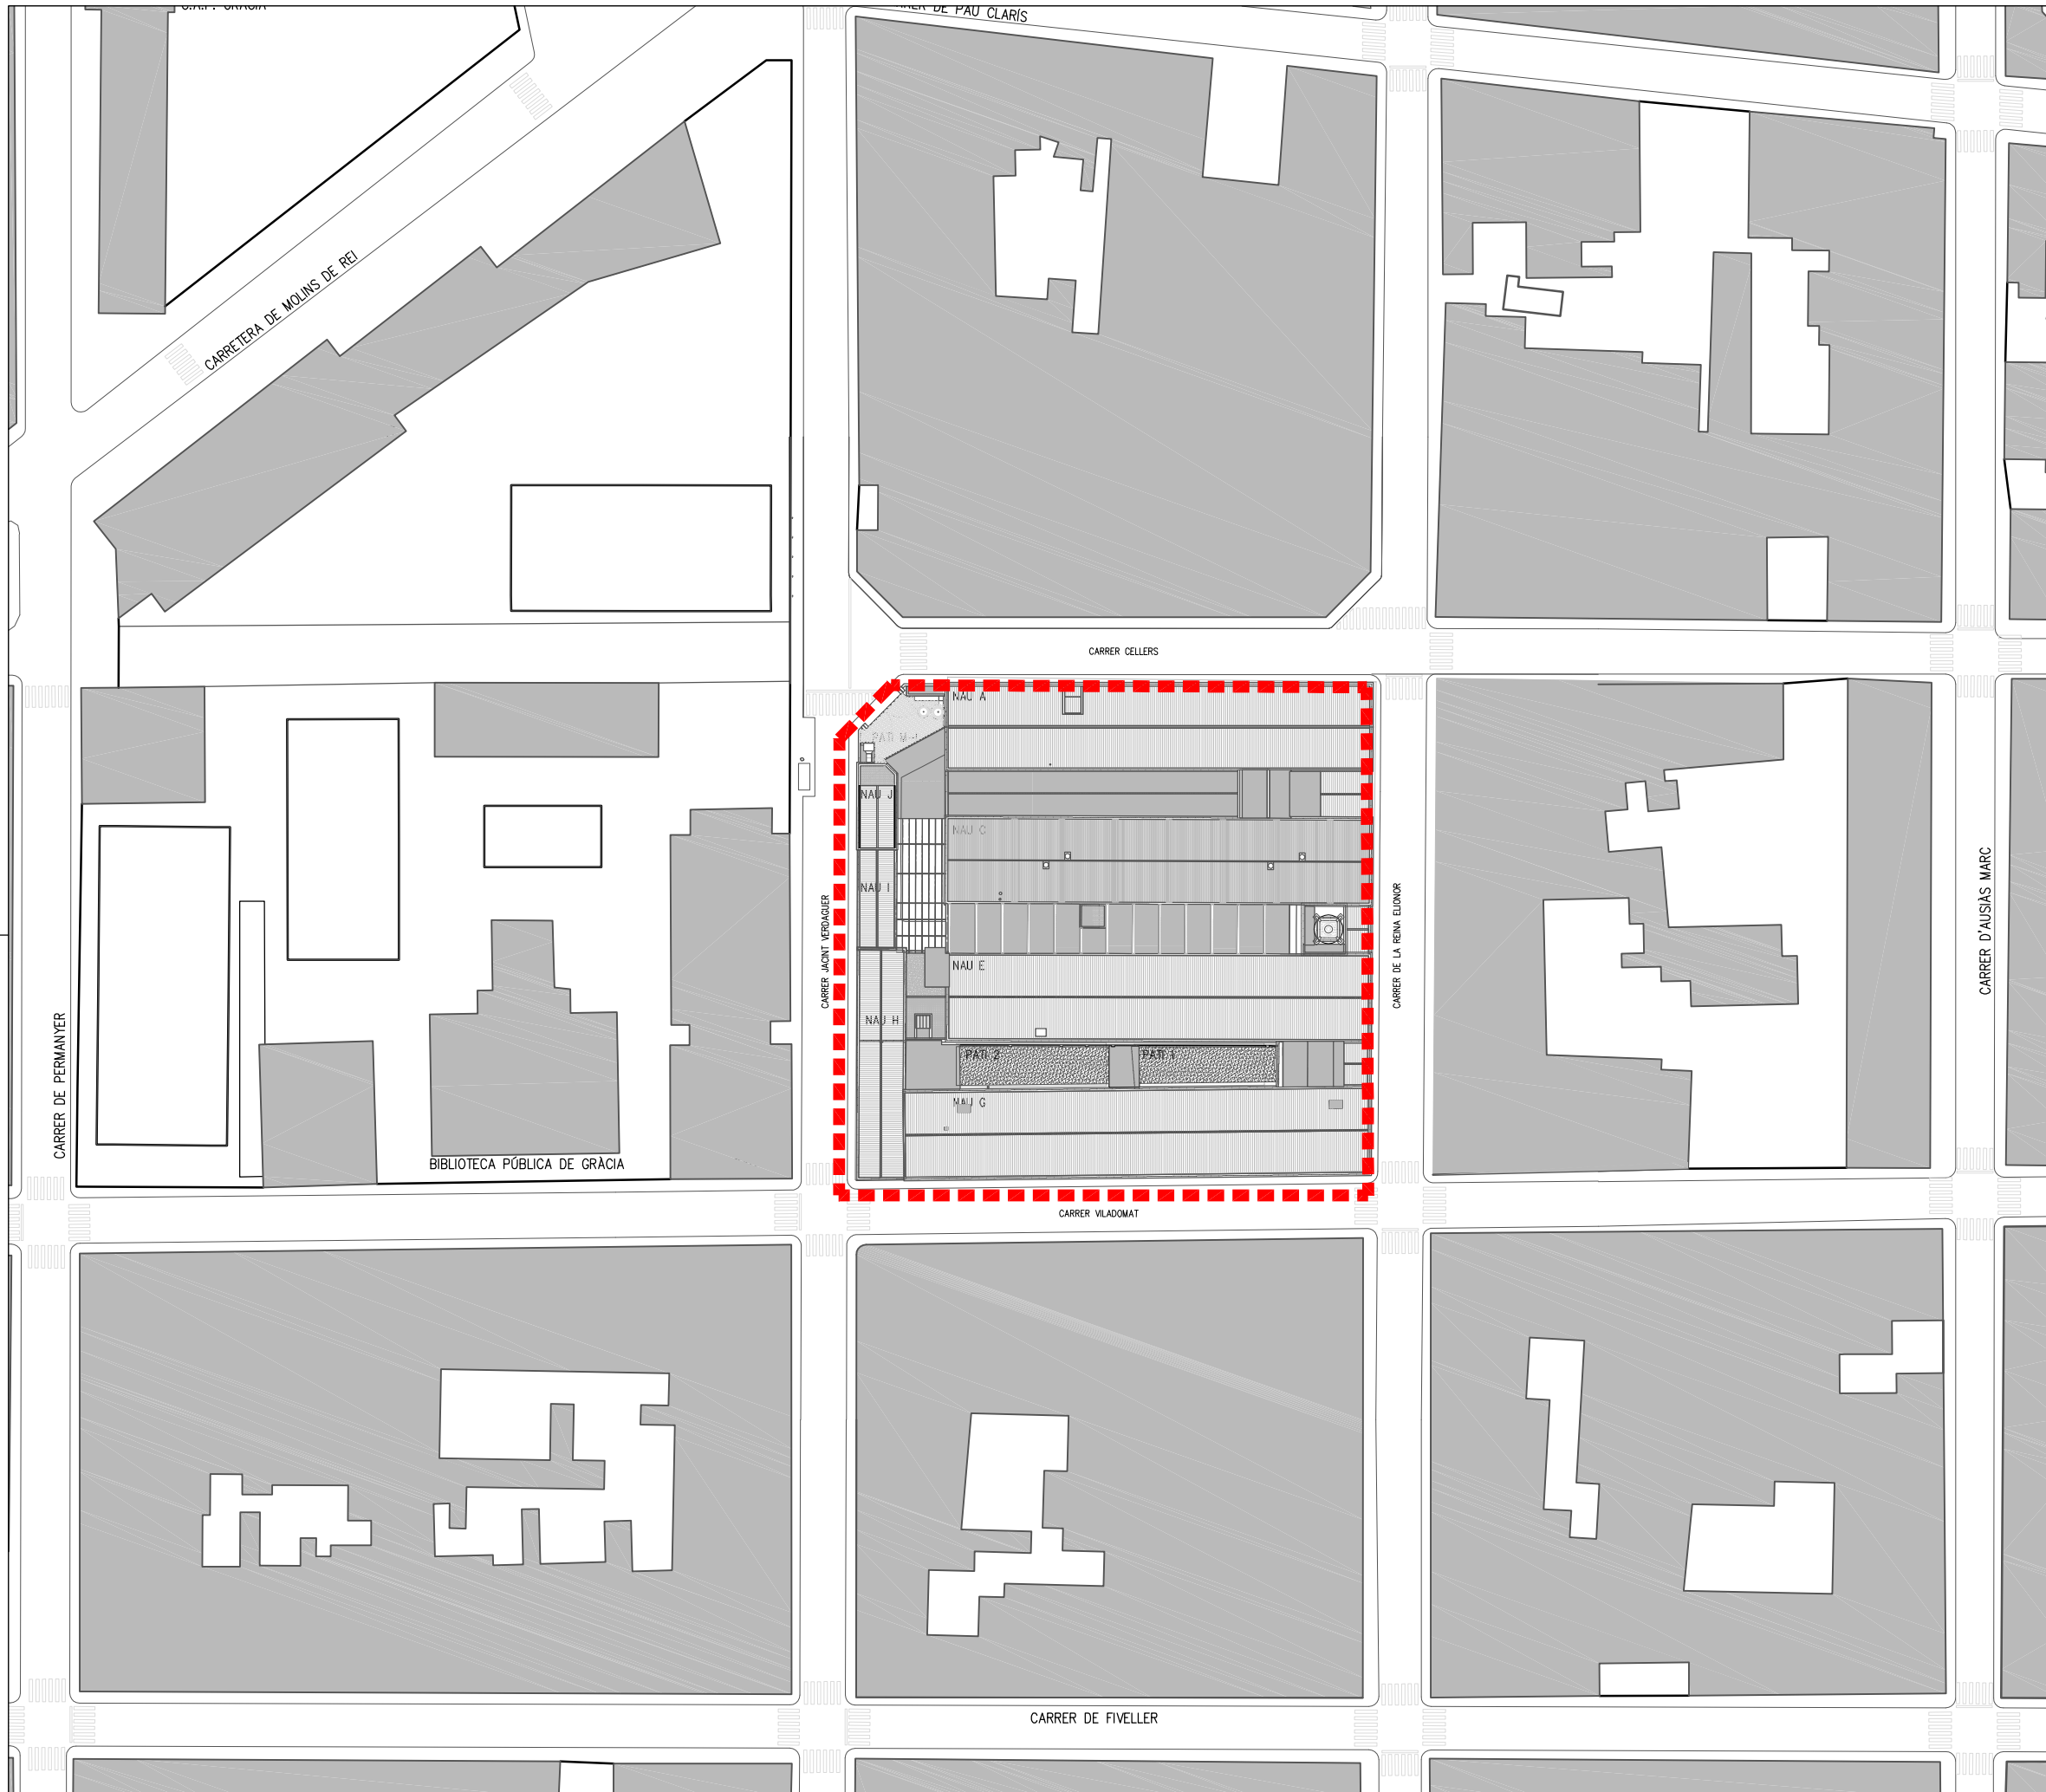 C.A.P. GRÀCIA
CARRER DE PAU CLARÍS
CARRETERA DE MOLINS DE REI
CARRER CELLERS
NAU A
PATI M-J
NAU J
NAU C
NAU I
CARRER JACINT VERDAGUER
CARRER DE LA REINA ELIONOR
CARRER D'AUSIÀS MARC
NAU E
NAU H
PATI 2
PATI 1
CARRER DE PERMANYER
NAU G
BIBLIOTECA PÚBLICA DE GRÀCIA
CARRER VILADOMAT
CARRER DE FIVELLER